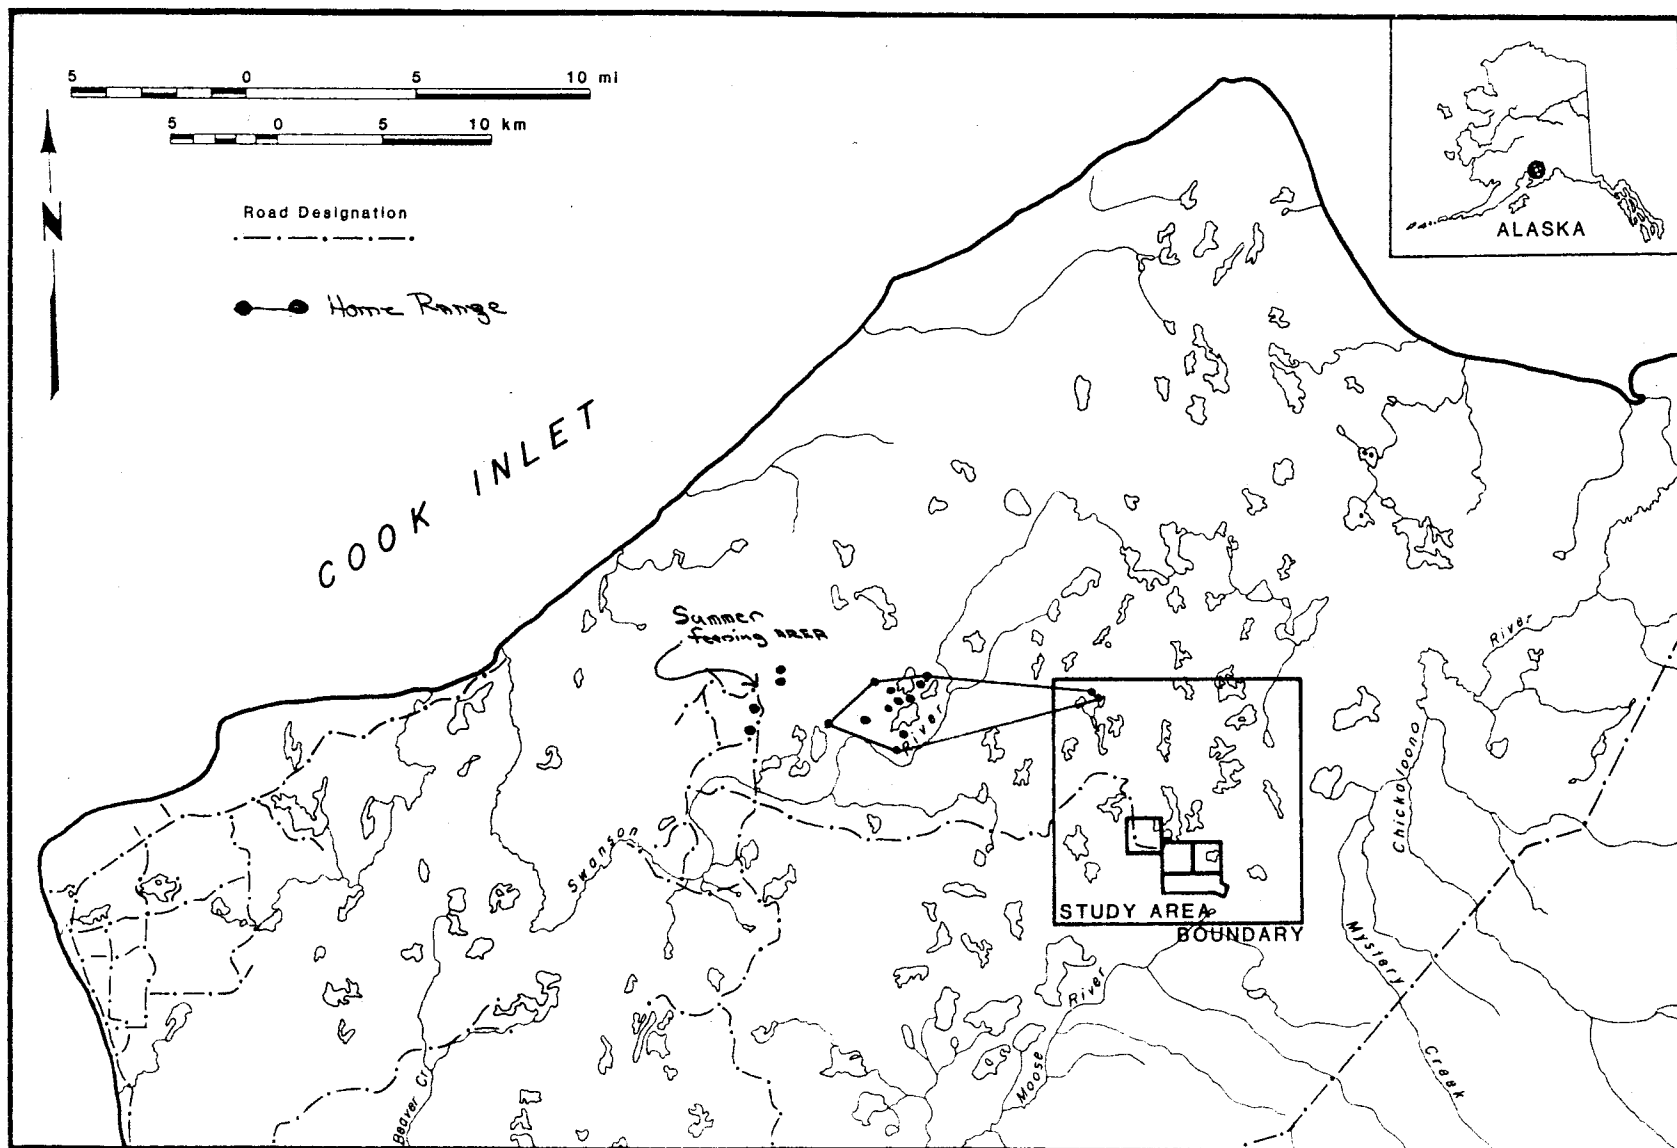 5 0 5 10 mi
5 0 5 10 km
N
Road Designation
Home Range
ALASKA
COOK INLET
Summer
feeding AREA
River
River
Swanson
STUDY AREA
BOUNDARY
Chickaloono
Mystery
Creek
River
Moose
Beaver Cr